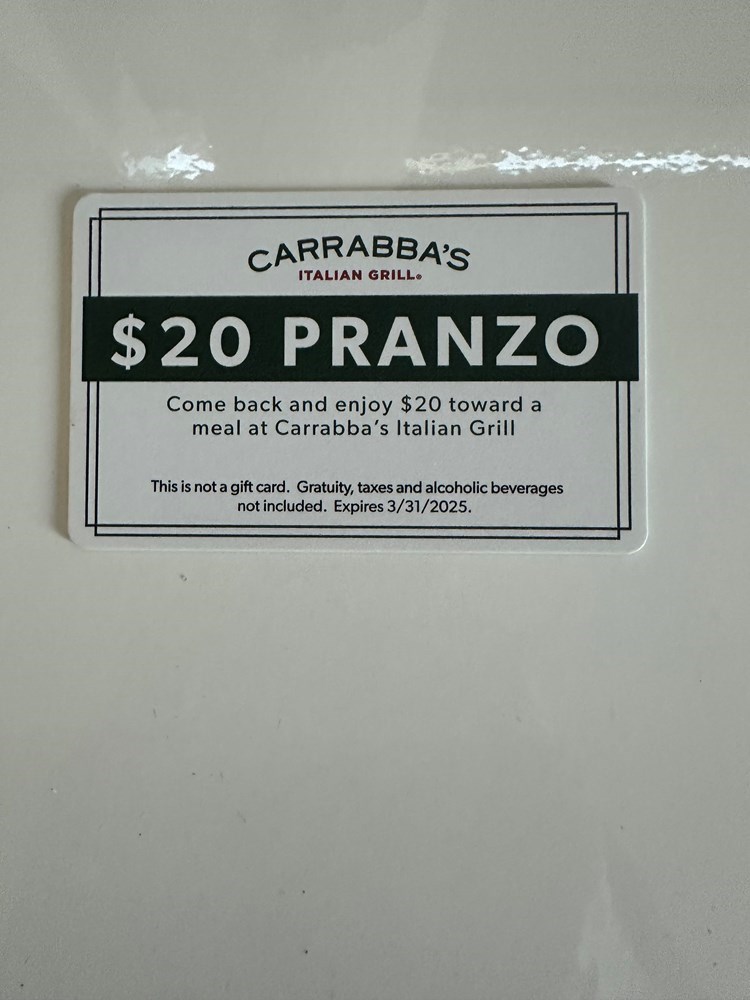 CARRABBA'S
ITALIAN GRILL®
$20 PRANZO
Come back and enjoy $20 toward a
meal at Carrabba's Italian Grill
This is not a gift card. Gratuity, taxes and alcoholic beverages
not included. Expires 3/31/2025.